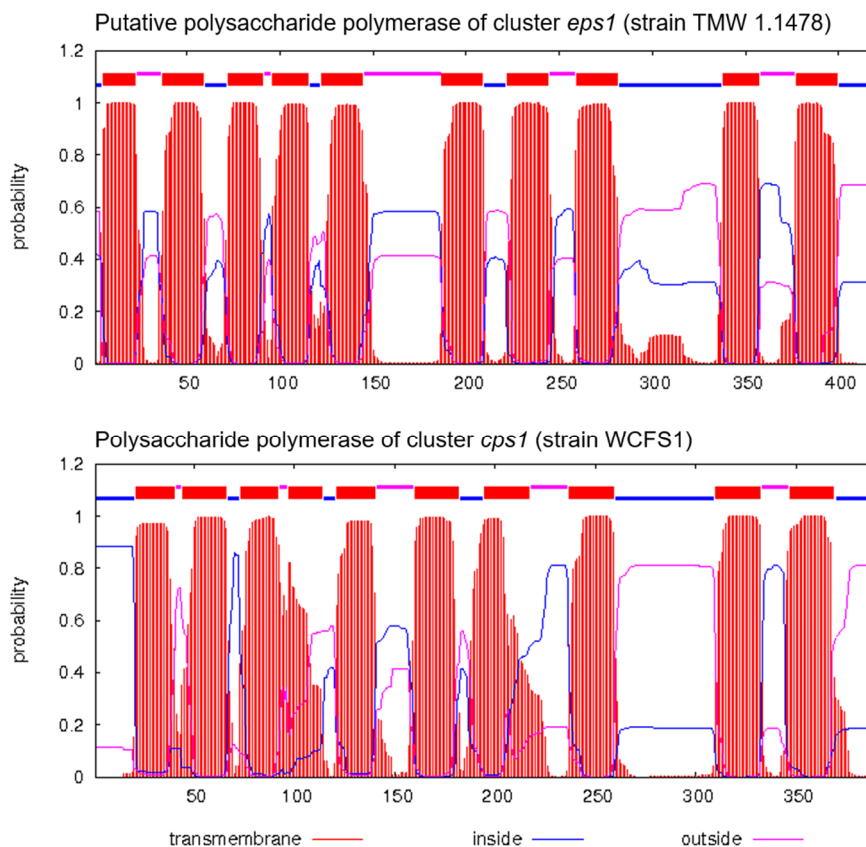 Putative polysaccharide polymerase of cluster eps1 (strain TMW 1.1478)
1.2
1
0.8
0.6
0.4
0.2
0
probability
50 100 150 200 250 300 350 400
Polysaccharide polymerase of cluster cps1 (strain WCFS1)
1.2
1
0.8
0.6
0.4
0.2
0
probability
50 100 150 200 250 300 350
transmembrane inside outside